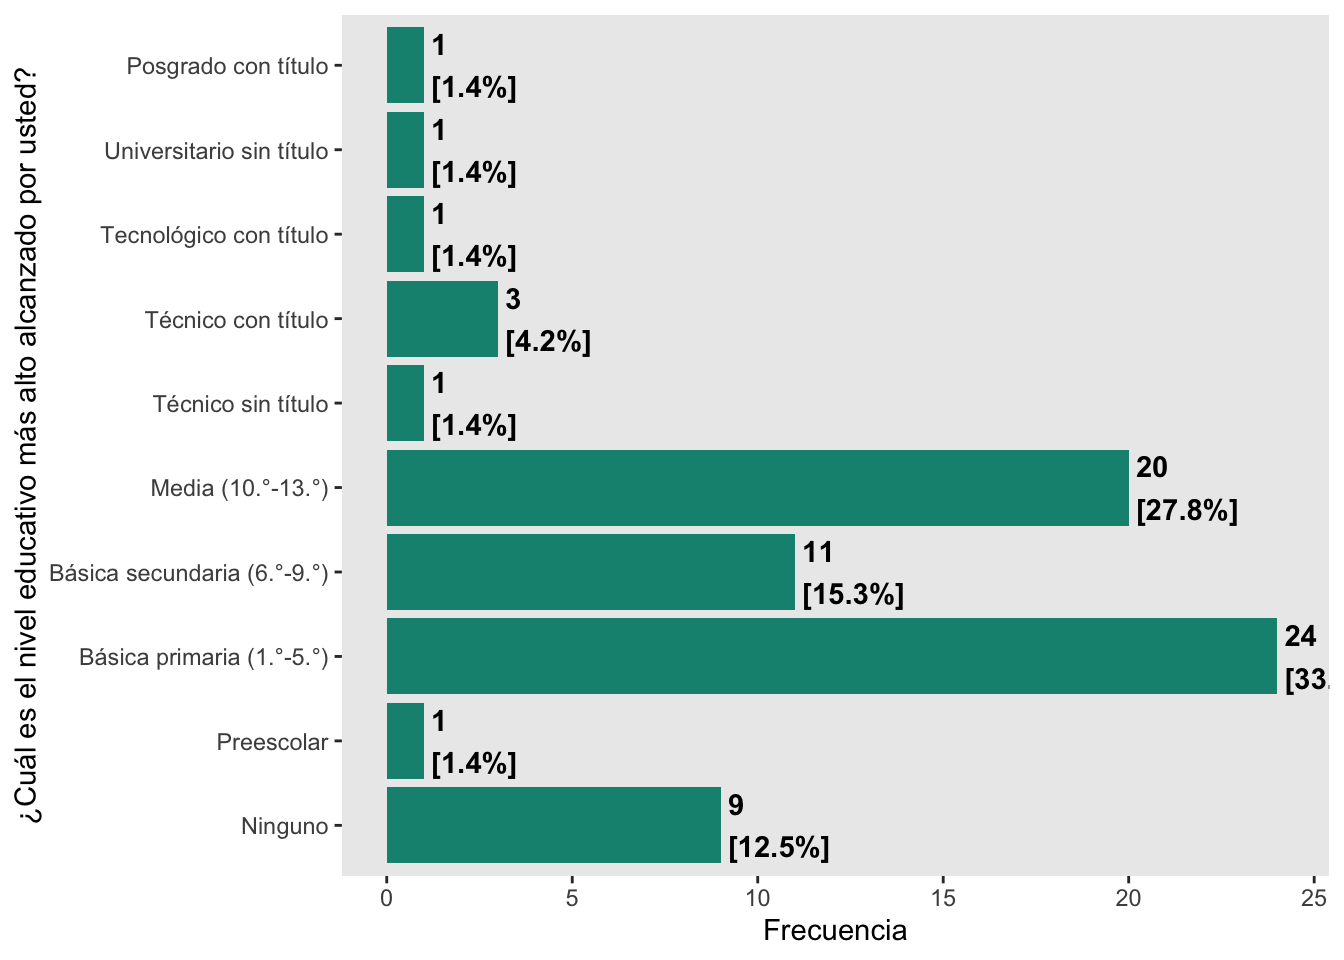 ¿Cuál es el nivel educativo más alto alcanzado por usted?
Posgrado con título
1
[1.4%]
Universitario sin título
1
[1.4%]
Tecnológico con título
1
[1.4%]
Técnico con título
3
[4.2%]
Técnico sin título
1
[1.4%]
Media (10.°-13.°)
20
[27.8%]
Básica secundaria (6.°-9.°)
11
[15.3%]
Básica primaria (1.°-5.°)
24
[33.
Preescolar
1
[1.4%]
Ninguno
9
[12.5%]
0 5 10 15 20 25
Frecuencia